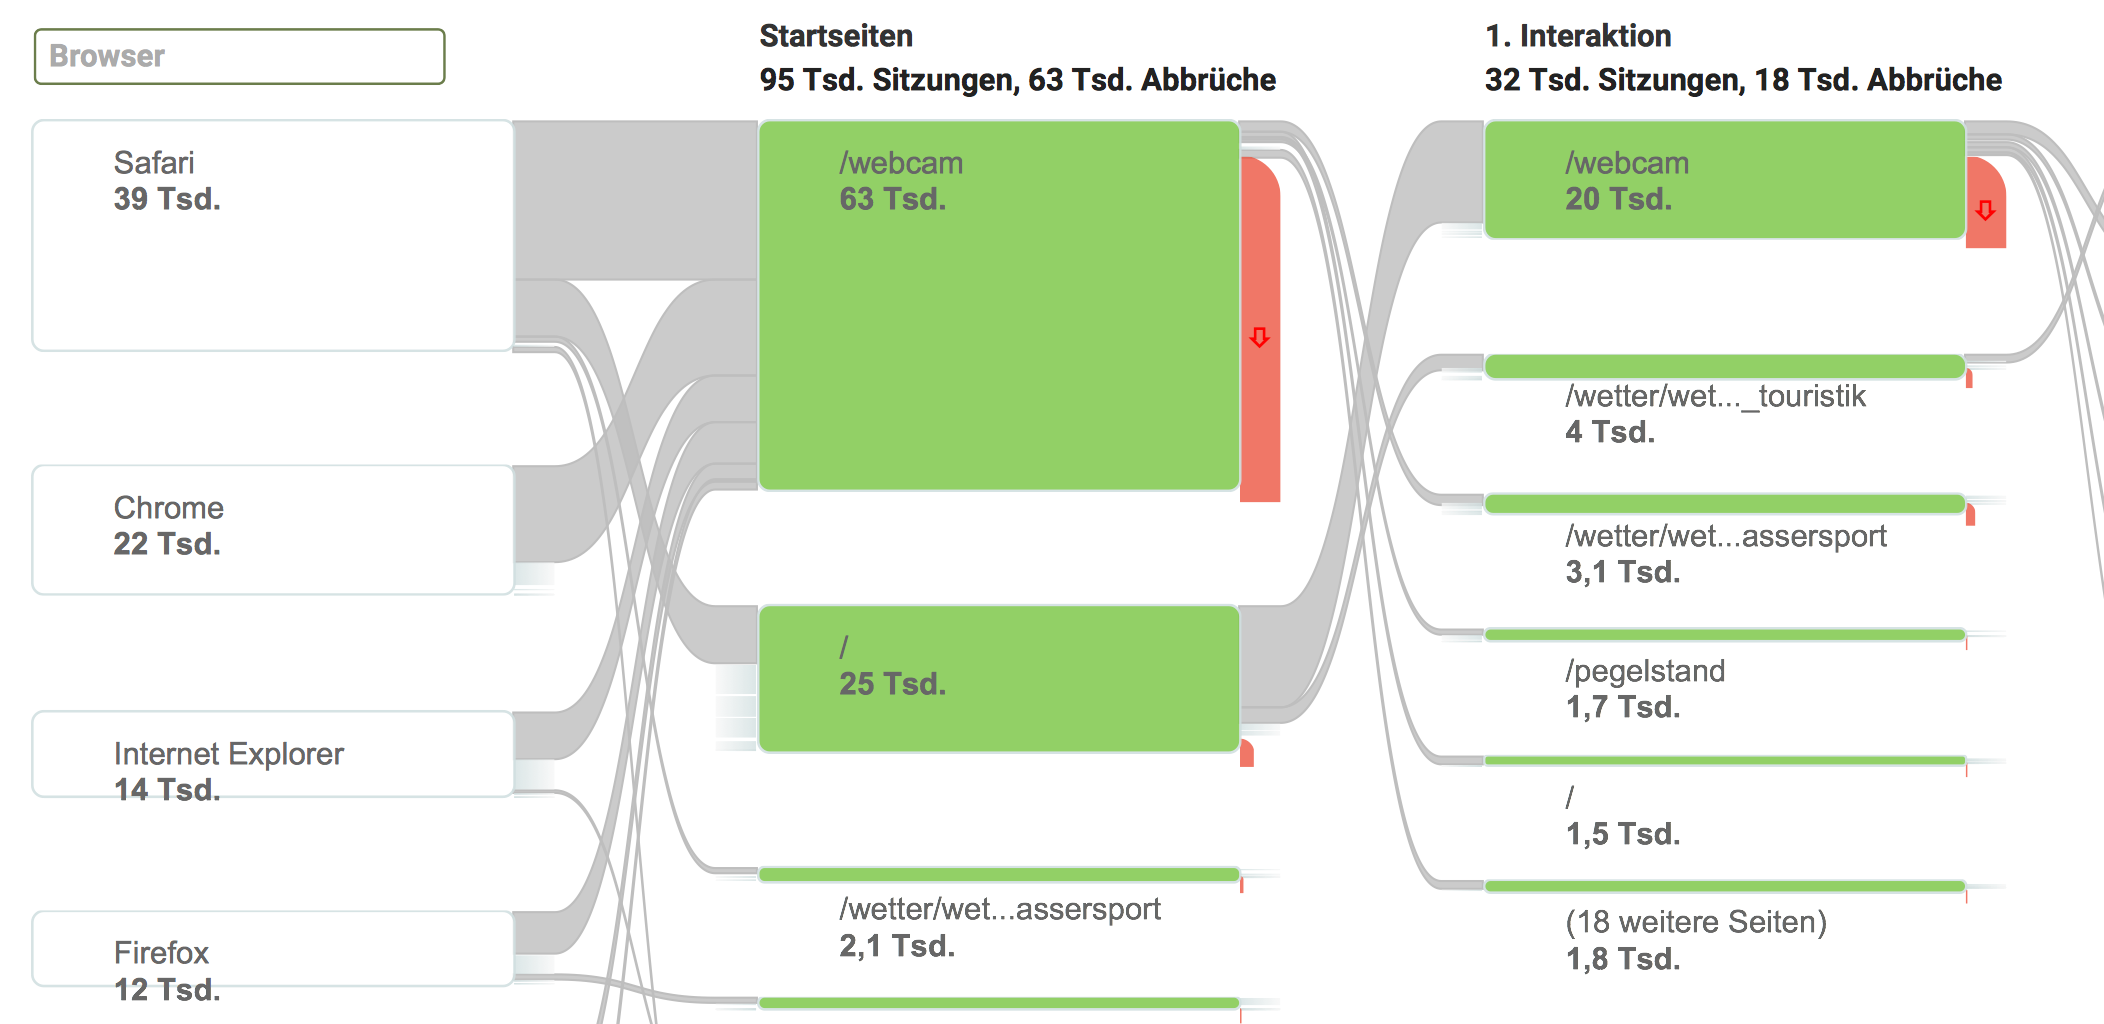 Browser
Safari
39 Tsd.
Chrome
22 Tsd.
Internet Explorer
14 Tsd.
Firefox
12 Tsd.
Startseiten
95 Tsd. Sitzungen, 63 Tsd. Abbrüche
/webcam
63 Tsd.
/
25 Tsd.
/wetter/wet...assersport
2,1 Tsd.
1. Interaktion
32 Tsd. Sitzungen, 18 Tsd. Abbrüche
/webcam
20 Tsd.
/wetter/wet..._touristik
4 Tsd.
/wetter/wet...assersport
3,1 Tsd.
/pegelstand
1,7 Tsd.
/
1,5 Tsd.
(18 weitere Seiten)
1,8 Tsd.